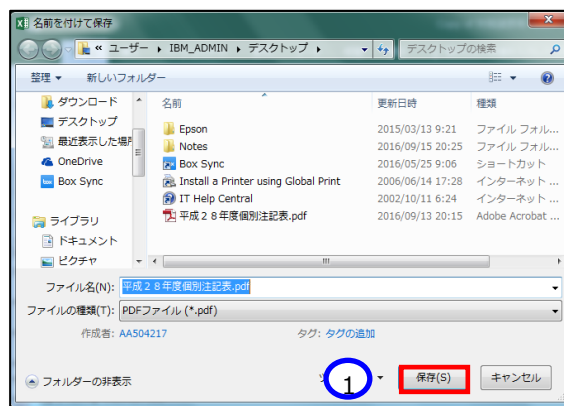 名前を付けて保存
« ユーザー ▸ IBM_ADMIN ▸ デスクトップ ▸ デスクトップの検索
整理 ▼ 新しいフォルダー
名前 更新日時 種類
ダウンロード
デスクトップ
最近表示した場所
OneDrive
Box Sync
ライブラリ
ドキュメント
ピクチャ
Epson 2015/03/13 9:21 ファイル フォル...
Notes 2016/09/15 20:25 ファイル フォル...
Box Sync 2016/05/25 9:06 ショートカット
Install a Printer using Global Print 2006/06/14 17:28 インターネット ...
IT Help Central 2002/10/11 6:24 インターネット ...
平成２８年度個別注記表.pdf 2016/09/13 20:15 Adobe Acrobat ...
ファイル名(N): 平成２８年度個別注記表.pdf
ファイルの種類(T): PDFファイル (*.pdf)
作成者: AA504217 タグ: タグの追加
フォルダーの非表示 1 保存(S) キャンセル